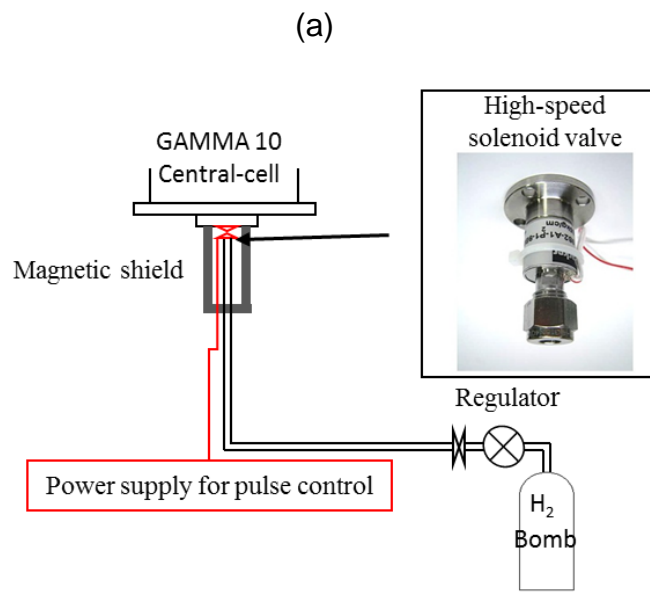 (a)
High-speed
solenoid valve
GAMMA 10
Central-cell
Magnetic shield
Regulator
Power supply for pulse control
H₂
Bomb